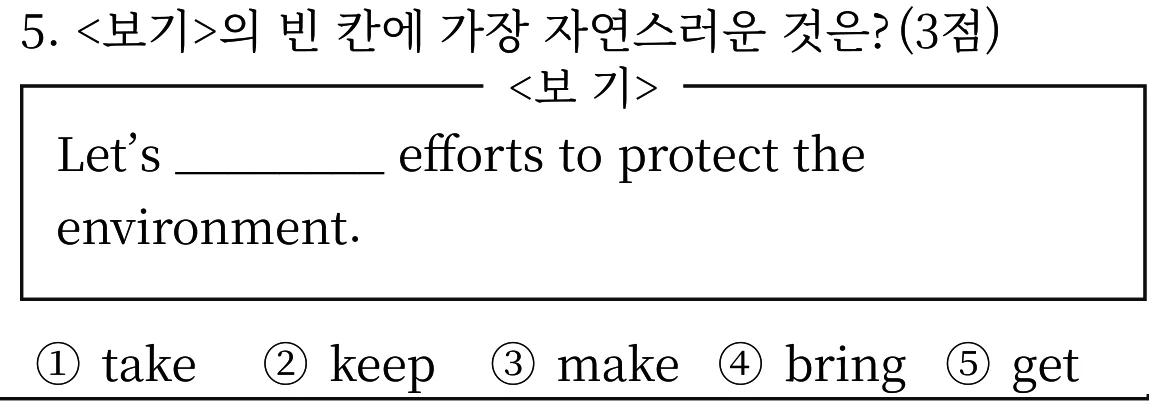 5. <보기>의 빈 칸에 가장 자연스러운 것은?(3점)
<보 기>
Let’s ________ efforts to protect the
environment.
① take ② keep ③ make ④ bring ⑤ get